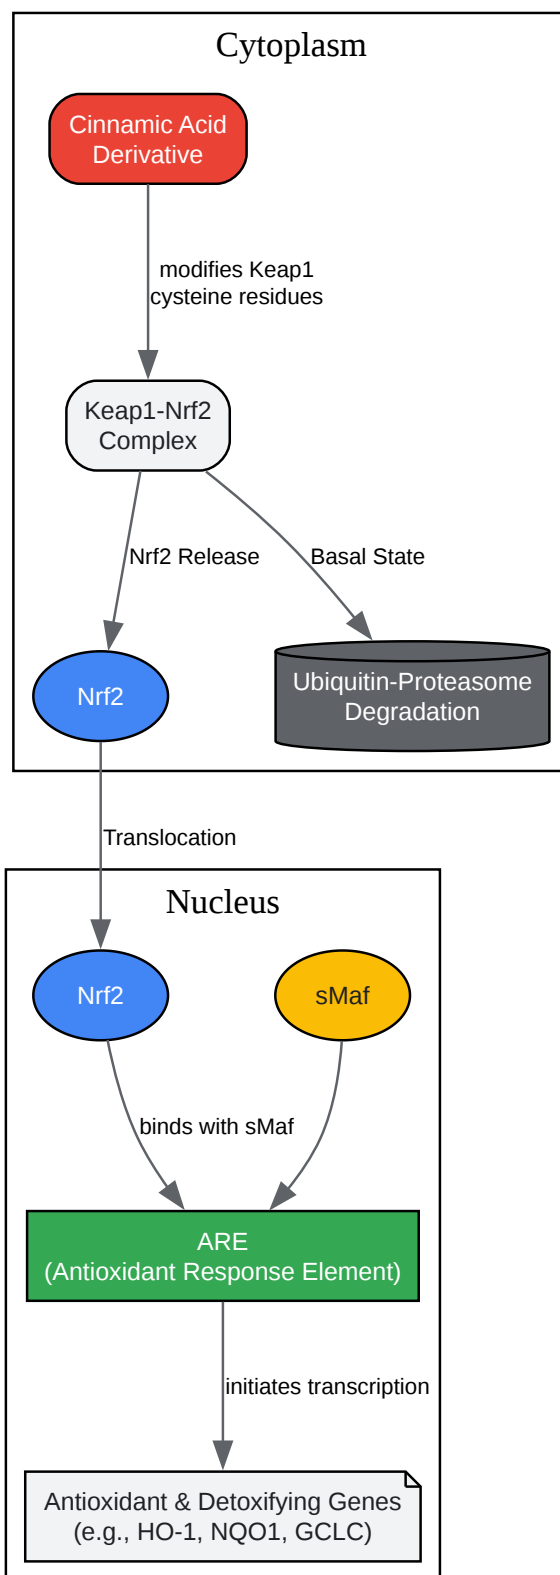 Cytoplasm
Cinnamic Acid
Derivative
modifies Keap1
cysteine residues
Keap1-Nrf2
Complex
Nrf2 Release
Basal State
Nrf2
Ubiquitin-Proteasome
Degradation
Translocation
Nucleus
Nrf2
sMaf
binds with sMaf
ARE
(Antioxidant Response Element)
initiates transcription
Antioxidant & Detoxifying Genes
(e.g., HO-1, NQO1, GCLC)